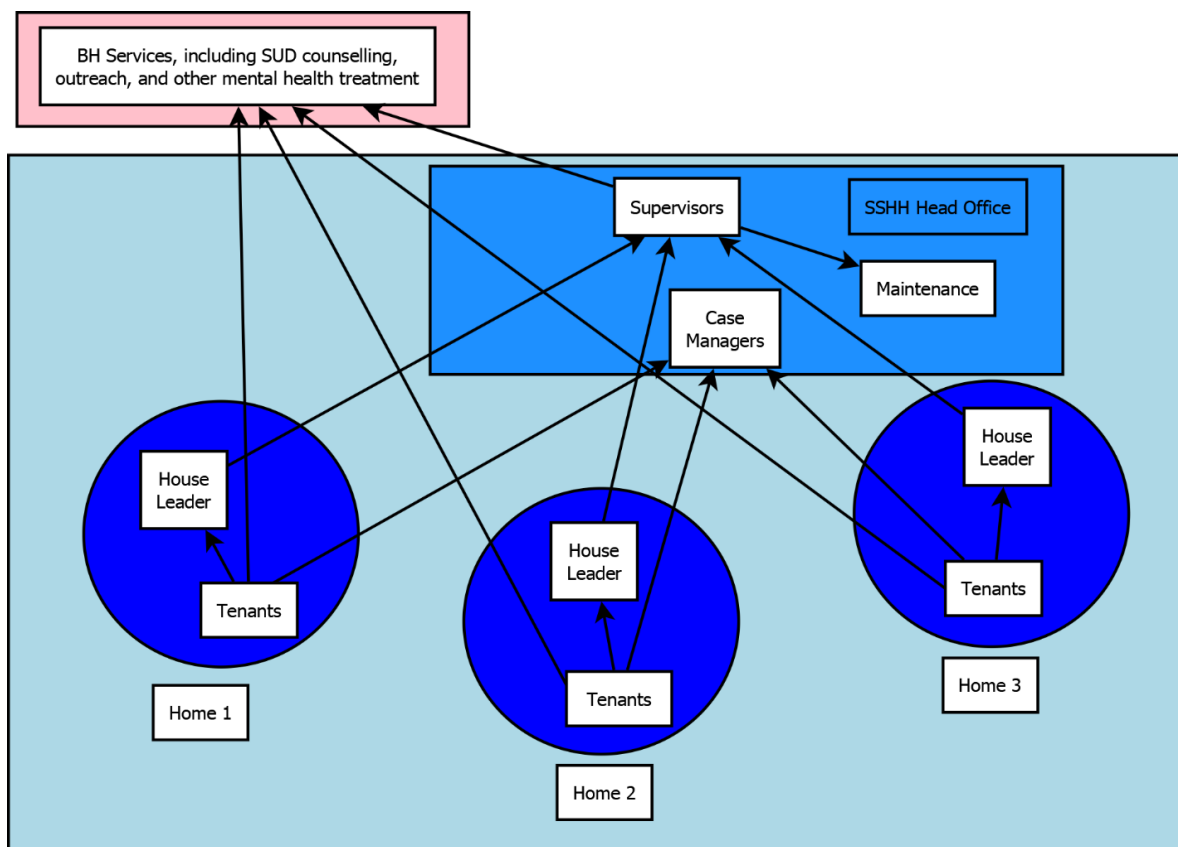 BH Services, including SUD counselling,
outreach, and other mental health treatment
Supervisors
SSHH Head Office
Maintenance
Case
Managers
House
Leader
Tenants
Home 1
House
Leader
Tenants
Home 2
House
Leader
Tenants
Home 3